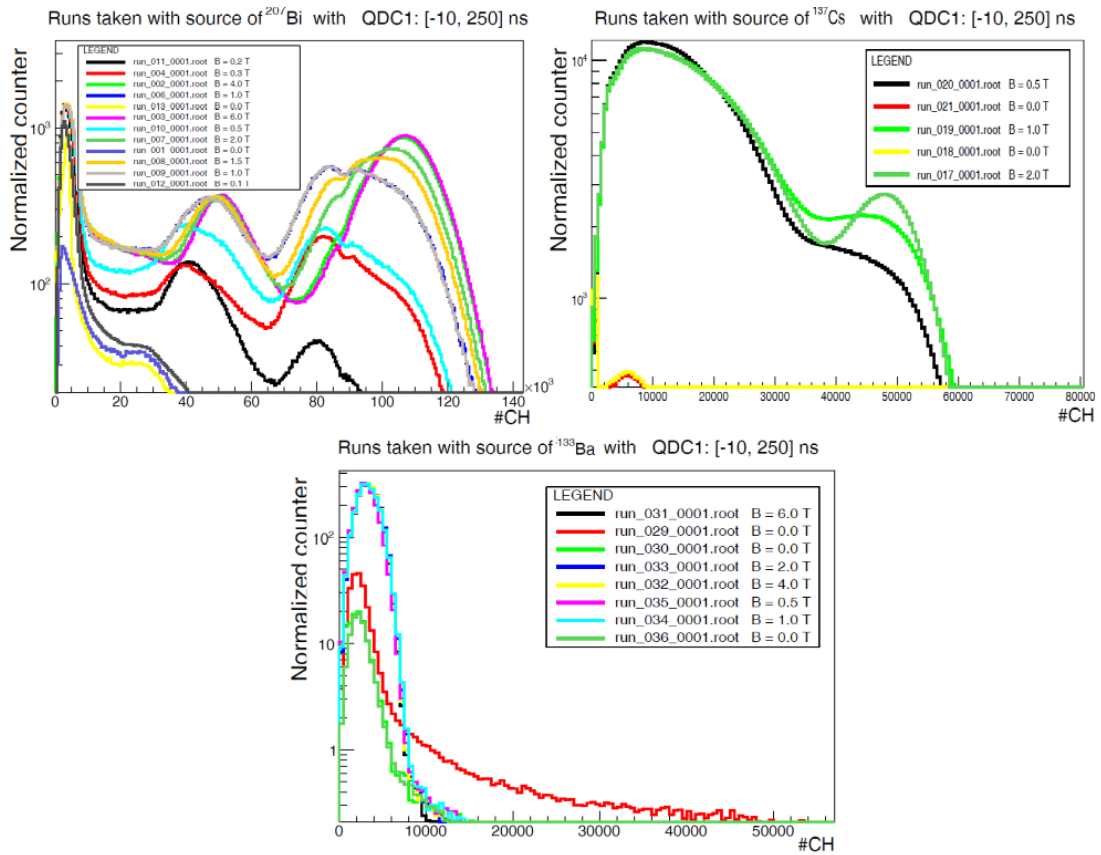 Runs taken with source of ²⁰⁷Bi with QDC1: [-10, 250] ns
Normalized counter
LEGEND
run_011_0001.root B = 0.2 T
run_004_0001.root B = 0.3 T
run_002_0001.root B = 4.0 T
run_006_0001.root B = 1.0 T
run_013_0001.root B = 0.0 T
run_003_0001.root B = 6.0 T
run_010_0001.root B = 0.5 T
run_007_0001.root B = 2.0 T
run_001_0001.root B = 0.0 T
run_008_0001.root B = 1.5 T
run_009_0001.root B = 1.0 T
run_012_0001.root B = 0.1 T
10³
10²
0 20 40 60 80 100 120 140
×10³
#CH
Runs taken with source of ¹³⁷Cs with QDC1: [-10, 250] ns
Normalized counter
LEGEND
run_020_0001.root B = 0.5 T
run_021_0001.root B = 0.0 T
run_019_0001.root B = 1.0 T
run_018_0001.root B = 0.0 T
run_017_0001.root B = 2.0 T
10⁴
10³
0 10000 20000 30000 40000 50000 60000 70000 80000
#CH
Runs taken with source of ¹³³Ba with QDC1: [-10, 250] ns
Normalized counter
LEGEND
run_031_0001.root B = 6.0 T
run_029_0001.root B = 0.0 T
run_030_0001.root B = 0.0 T
run_033_0001.root B = 2.0 T
run_032_0001.root B = 4.0 T
run_035_0001.root B = 0.5 T
run_034_0001.root B = 1.0 T
run_036_0001.root B = 0.0 T
10²
10
1
0 10000 20000 30000 40000 50000
#CH